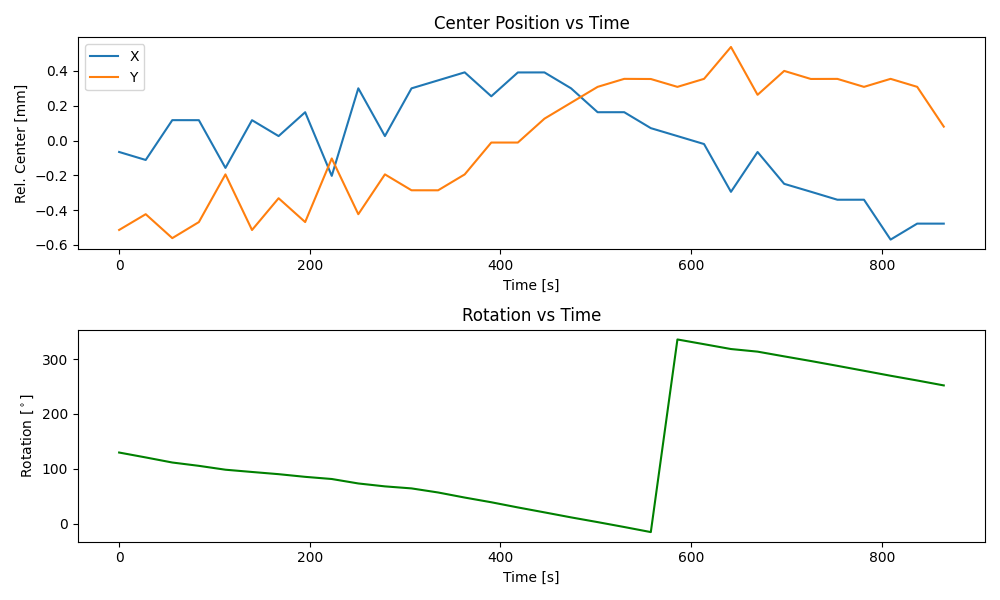 Center Position vs Time
X
Y
Rel. Center [mm]
0.4
0.2
0.0
−0.2
−0.4
−0.6
0 200 400 600 800
Time [s]
Rotation vs Time
Rotation [°]
300
200
100
0
0 200 400 600 800
Time [s]